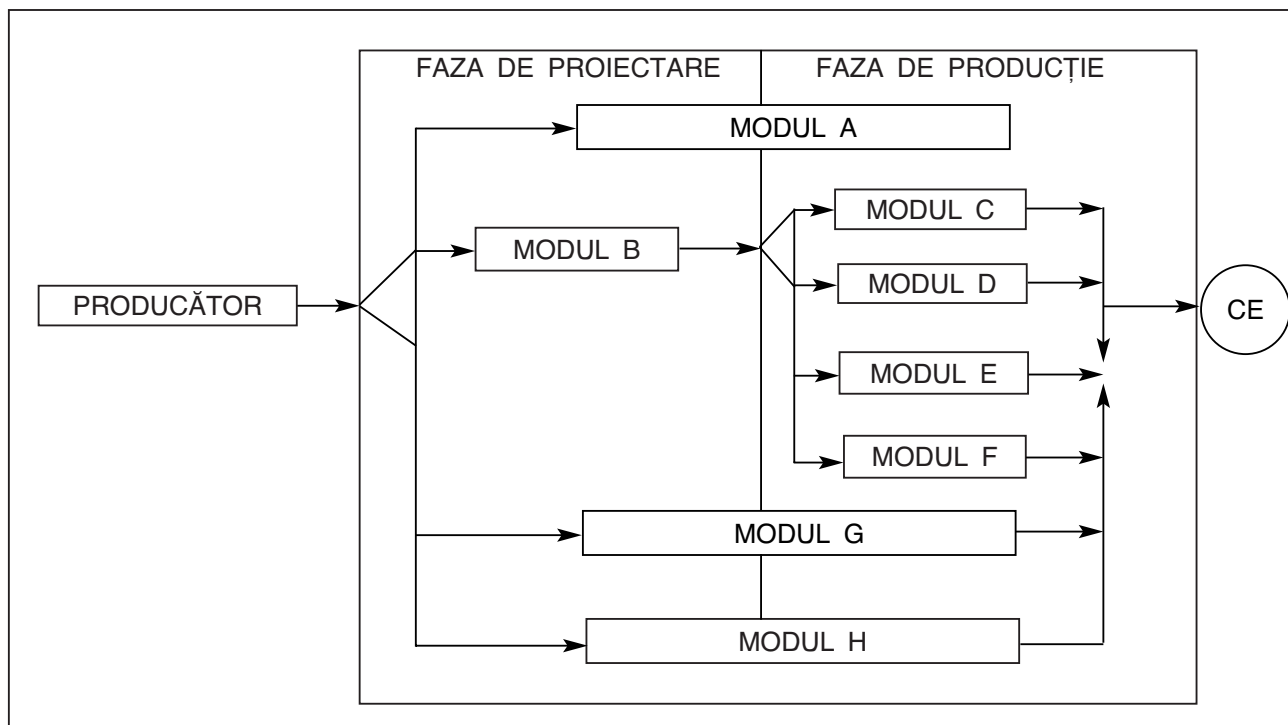 FAZA DE PROIECTARE
FAZA DE PRODUCȚIE
MODUL A
MODUL C
MODUL B
MODUL D
PRODUCĂTOR
CE
MODUL E
MODUL F
MODUL G
MODUL H